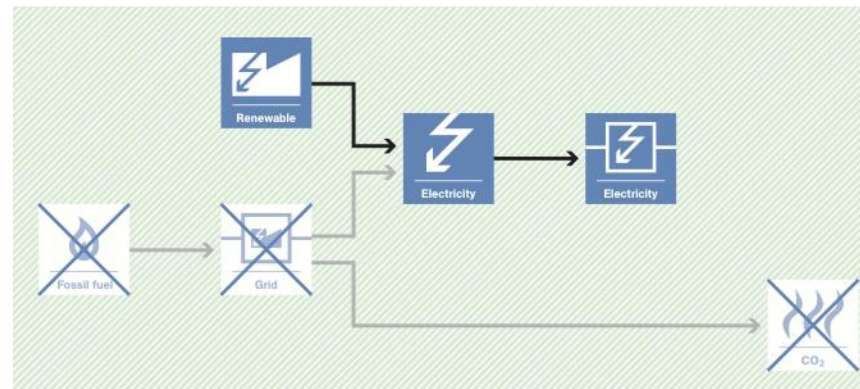 Renewable
Electricity
Electricity
Fossil fuel
Grid
CO₂